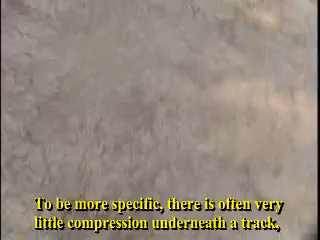 To be more specific, there is often very
little compression underneath a track,